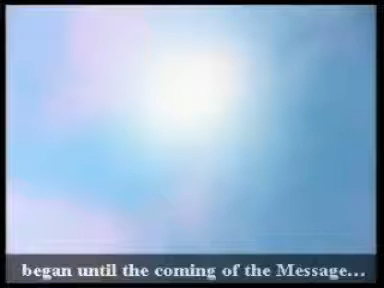 began until the coming of the Message...